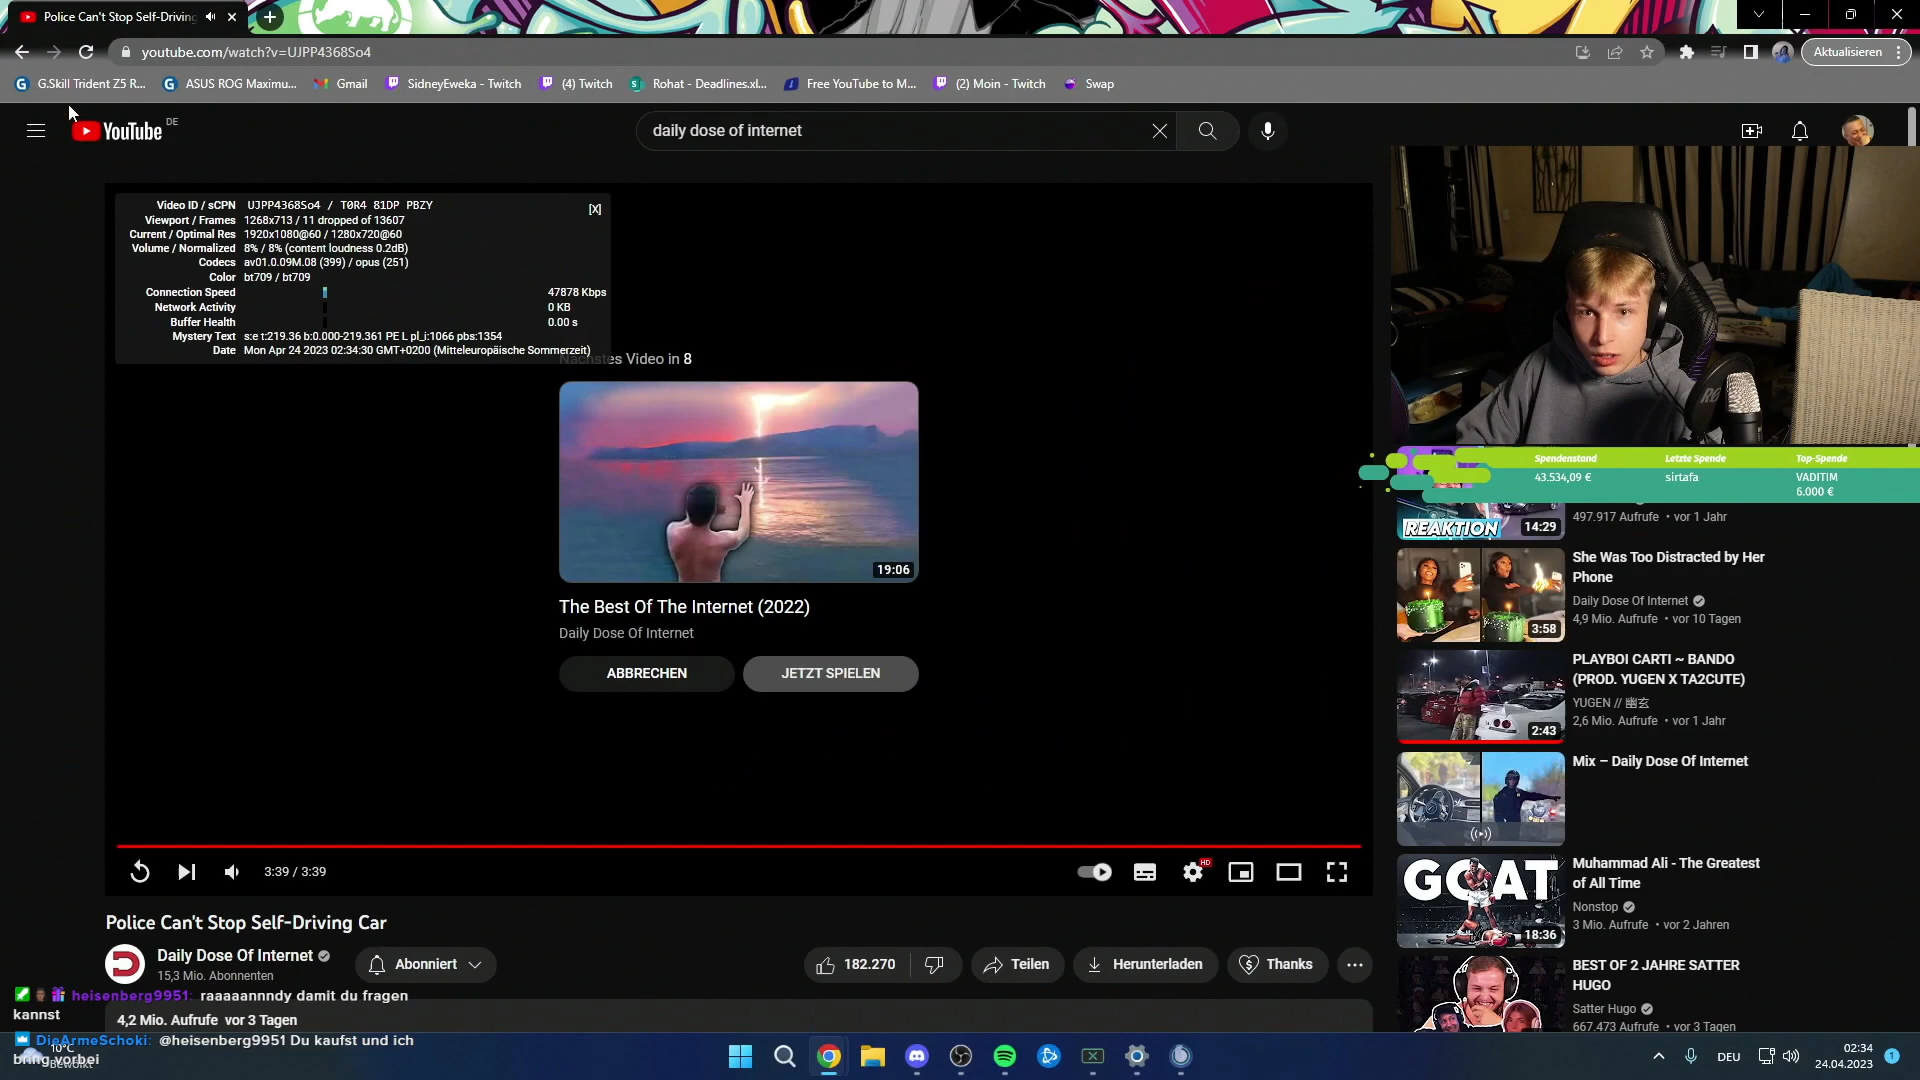 Police Can't Stop Self-Driving
youtube.com/watch?v=UJPP4368So4
Aktualisieren
G.Skill Trident Z5 R...
ASUS ROG Maximu...
Gmail
SidneyEweka - Twitch
(4) Twitch
Rohat - Deadlines.xl...
Free YouTube to M...
(2) Moin - Twitch
Swap
YouTube DE
daily dose of internet
Video ID / sCPN UJPP4368So4 / T0R4 81DP PBZY
[X]
Viewport / Frames 1268x713 / 11 dropped of 13607
Current / Optimal Res 1920x1080@60 / 1280x720@60
Volume / Normalized 8% / 8% (content loudness 0.2dB)
Codecs av01.0.09M.08 (399) / opus (251)
Color bt709 / bt709
Connection Speed 47878 Kbps
Network Activity 0 KB
Buffer Health 0.00 s
Mystery Text s:e t:219.36 b:0.000-219.361 PE L pl_i:1066 pbs:1354
Date Mon Apr 24 2023 02:34:30 GMT+0200 (Mitteleuropäische Sommerzeit)
Nächstes Video in 8
19:06
The Best Of The Internet (2022)
Daily Dose Of Internet
ABBRECHEN
JETZT SPIELEN
3:39 / 3:39
HD
Police Can't Stop Self-Driving Car
Daily Dose Of Internet
15,3 Mio. Abonnenten
Abonniert
182.270
Teilen
Herunterladen
Thanks
4,2 Mio. Aufrufe vor 3 Tagen
heisenberg9951: raaaaannndy damit du fragen
kannst
DieArmeSchoki: @heisenberg9951 Du kaufst und ich
bring vorbei
10°C
Bewölkt
Spendenstand
43.534,09 €
Letzte Spende
sirtafa
Top-Spende
VADITIM
6.000 €
REAKTION
14:29
497.917 Aufrufe • vor 1 Jahr
She Was Too Distracted by Her
Phone
Daily Dose Of Internet
4,9 Mio. Aufrufe • vor 10 Tagen
3:58
PLAYBOI CARTI ~ BANDO
(PROD. YUGEN X TA2CUTE)
YUGEN // 幽玄
2,6 Mio. Aufrufe • vor 1 Jahr
2:43
Mix – Daily Dose Of Internet
GOAT
18:36
Muhammad Ali - The Greatest
of All Time
Nonstop
3 Mio. Aufrufe • vor 2 Jahren
BEST OF 2 JAHRE SATTER
HUGO
Satter Hugo
667.473 Aufrufe • vor 3 Tagen
DEU
02:34
24.04.2023
1